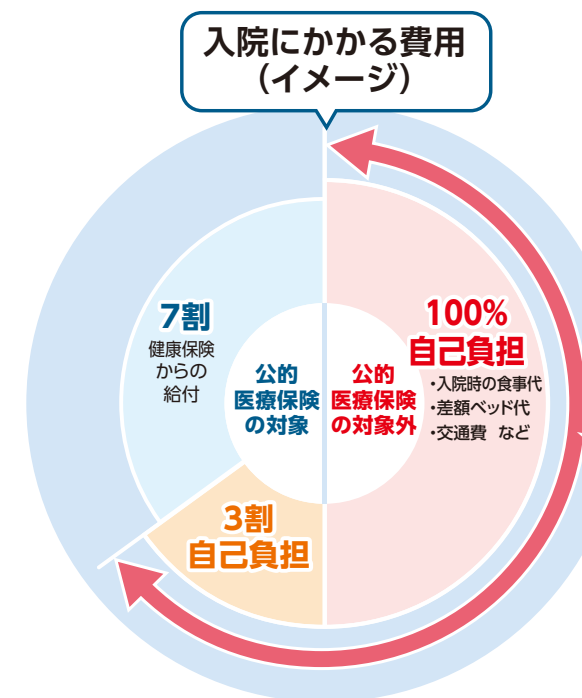 入院にかかる費用
（イメージ）
7割
健康保険
からの
給付
公的
医療保険
の対象
公的
医療保険
の対象外
100%
自己負担
・入院時の食事代
・差額ベッド代
・交通費 など
3割
自己負担